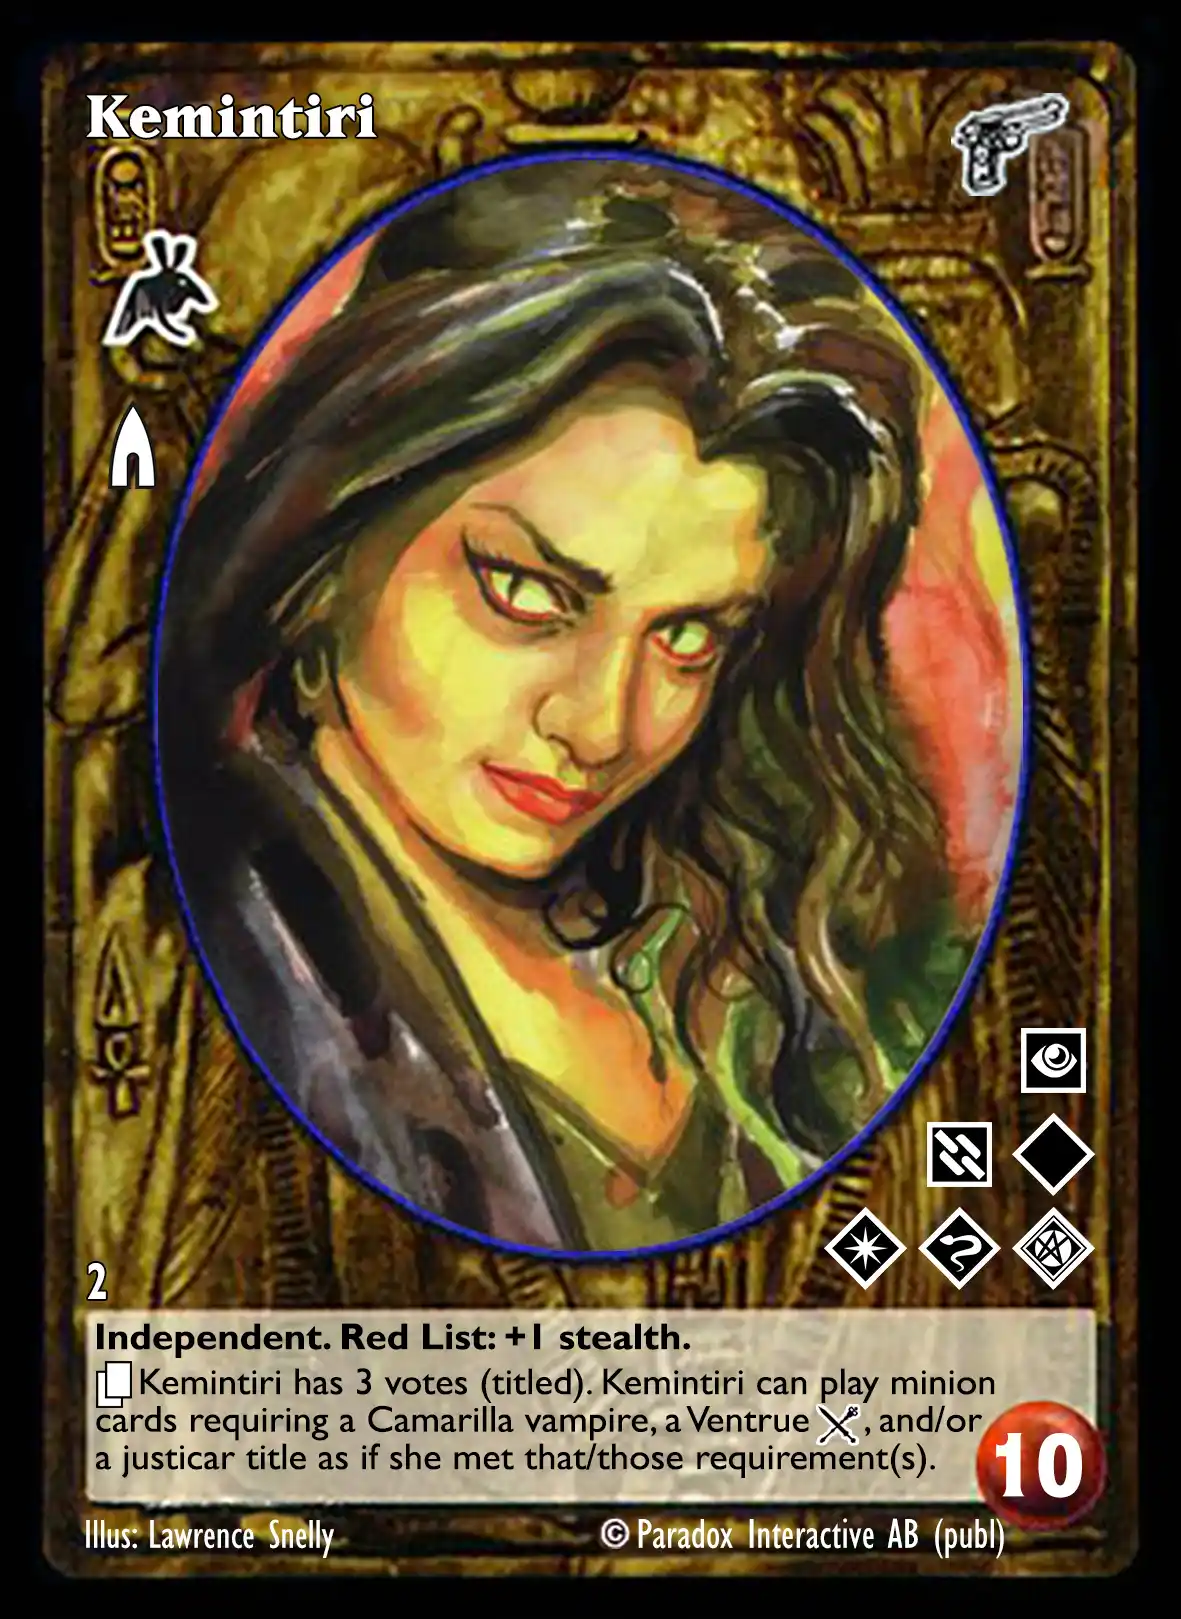 Kemintiri
2
Independent. Red List: +1 stealth.
Kemintiri has 3 votes (titled). Kemintiri can play minion
cards requiring a Camarilla vampire, a Ventrue , and/or
a justicar title as if she met that/those requirement(s).
10
Illus: Lawrence Snelly
© Paradox Interactive AB (publ)